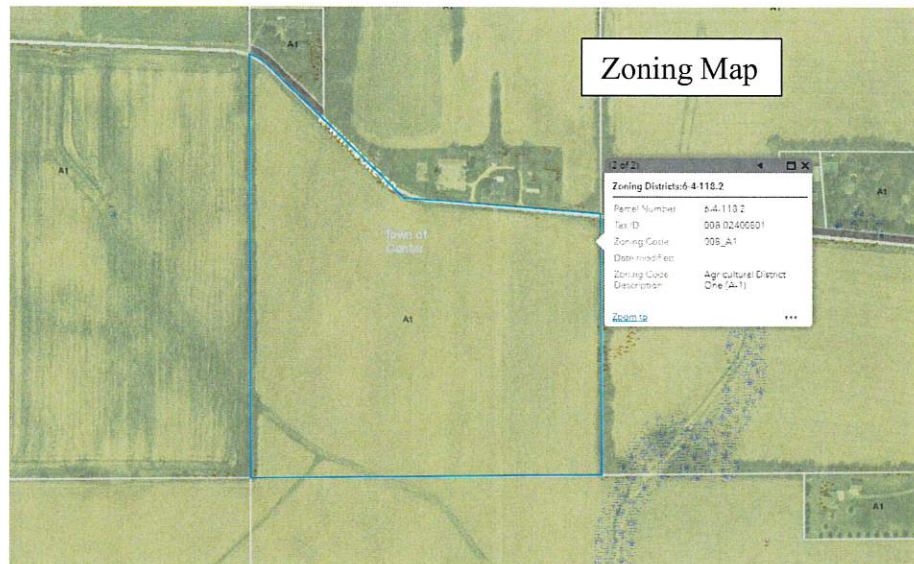 A1
A1
Zoning Map
A1
(2 of 2)
Zoning Districts:6-4-118.2
Parcel Number 6-4-118.2
Tax ID 008 02400601
Zoning Code 008_A1
Date modified
Zoning Code Description Agricultural District One (A-1)
Zoom to
A1
Town of
Center
A1
A1